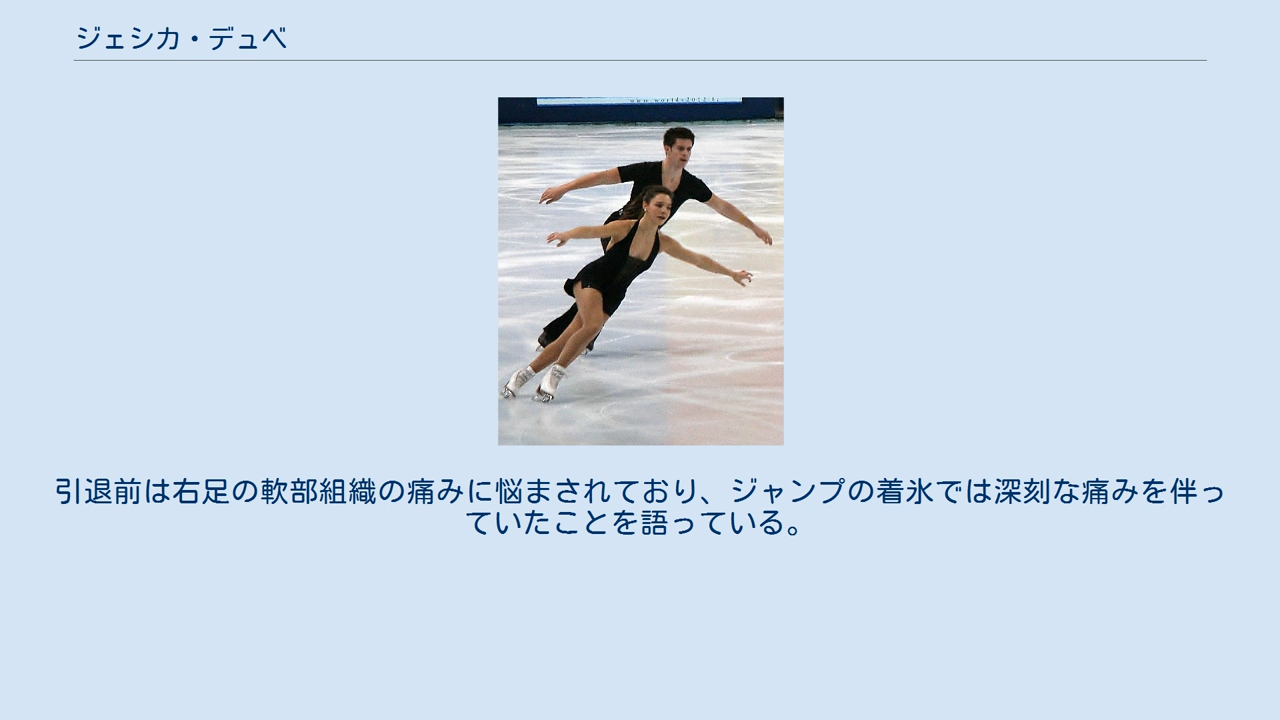 ジェシカ・デュベ
引退前は右足の軟部組織の痛みに悩まされており、ジャンプの着氷では深刻な痛みを伴っ
ていたことを語っている。